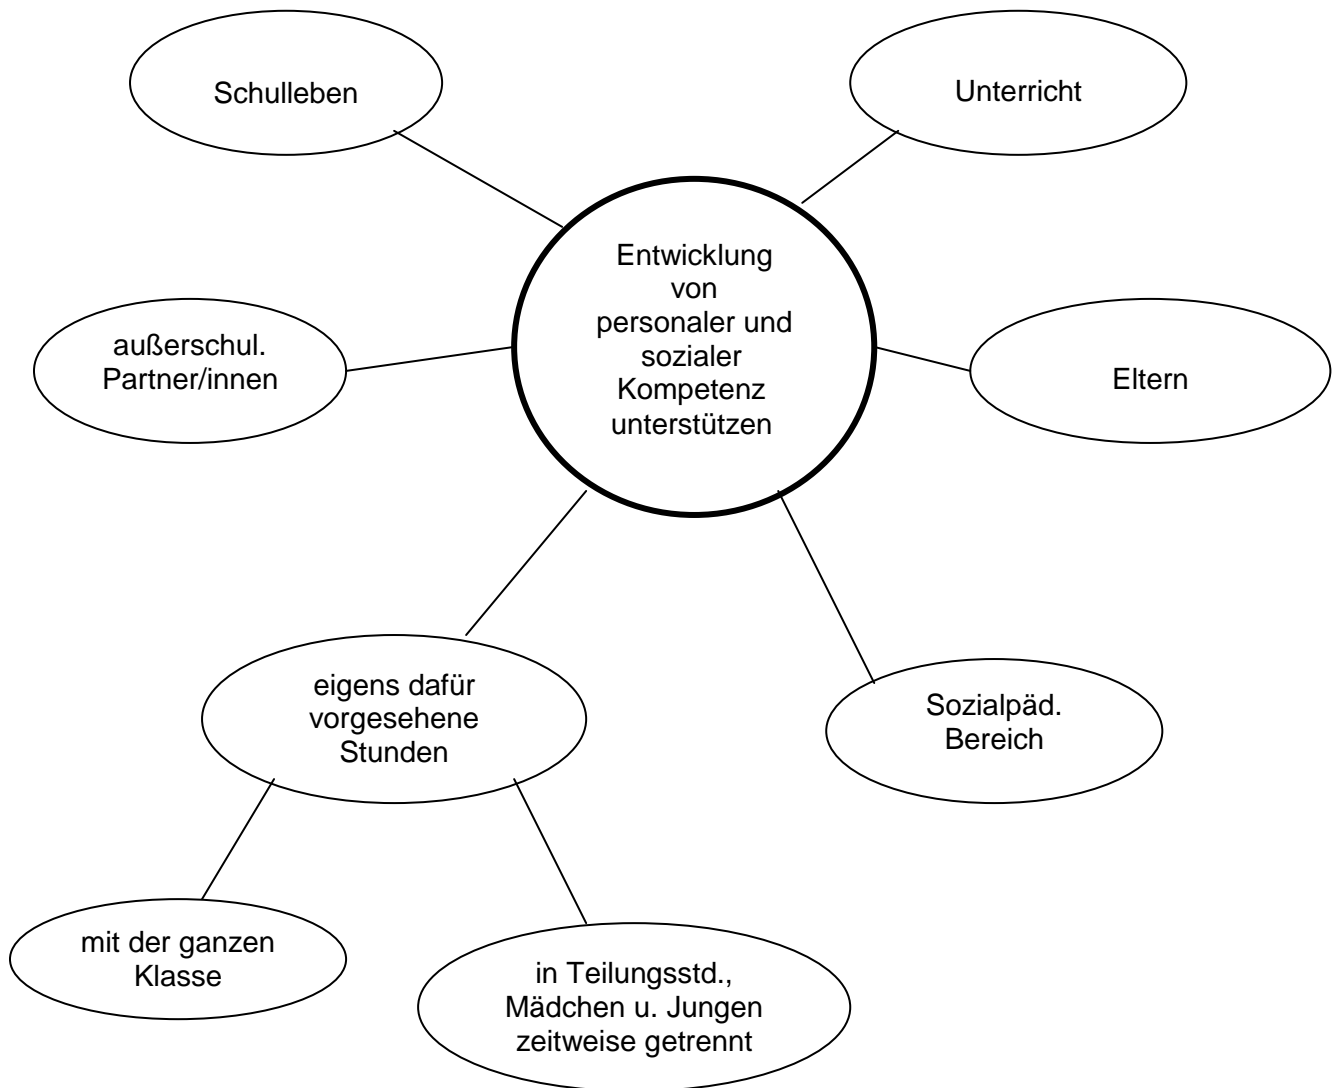 Schulleben
Unterricht
Entwicklung
von
personaler und
sozialer
Kompetenz
unterstützen
außerschul.
Partner/innen
Eltern
eigens dafür
vorgesehene
Stunden
Sozialpäd.
Bereich
mit der ganzen
Klasse
in Teilungsstd.,
Mädchen u. Jungen
zeitweise getrennt